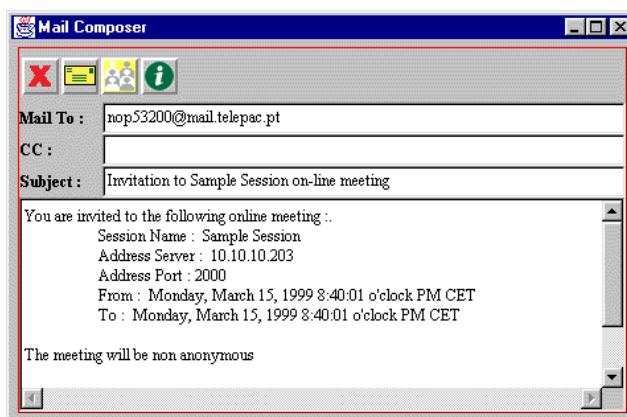 Mail Composer
Mail To : nop53200@mail.telepac.pt
CC :
Subject : Invitation to Sample Session on-line meeting
You are invited to the following online meeting :.
Session Name : Sample Session
Address Server : 10.10.10.203
Address Port : 2000
From : Monday, March 15, 1999 8:40:01 o'clock PM CET
To : Monday, March 15, 1999 8:40:01 o'clock PM CET
The meeting will be non anonymous